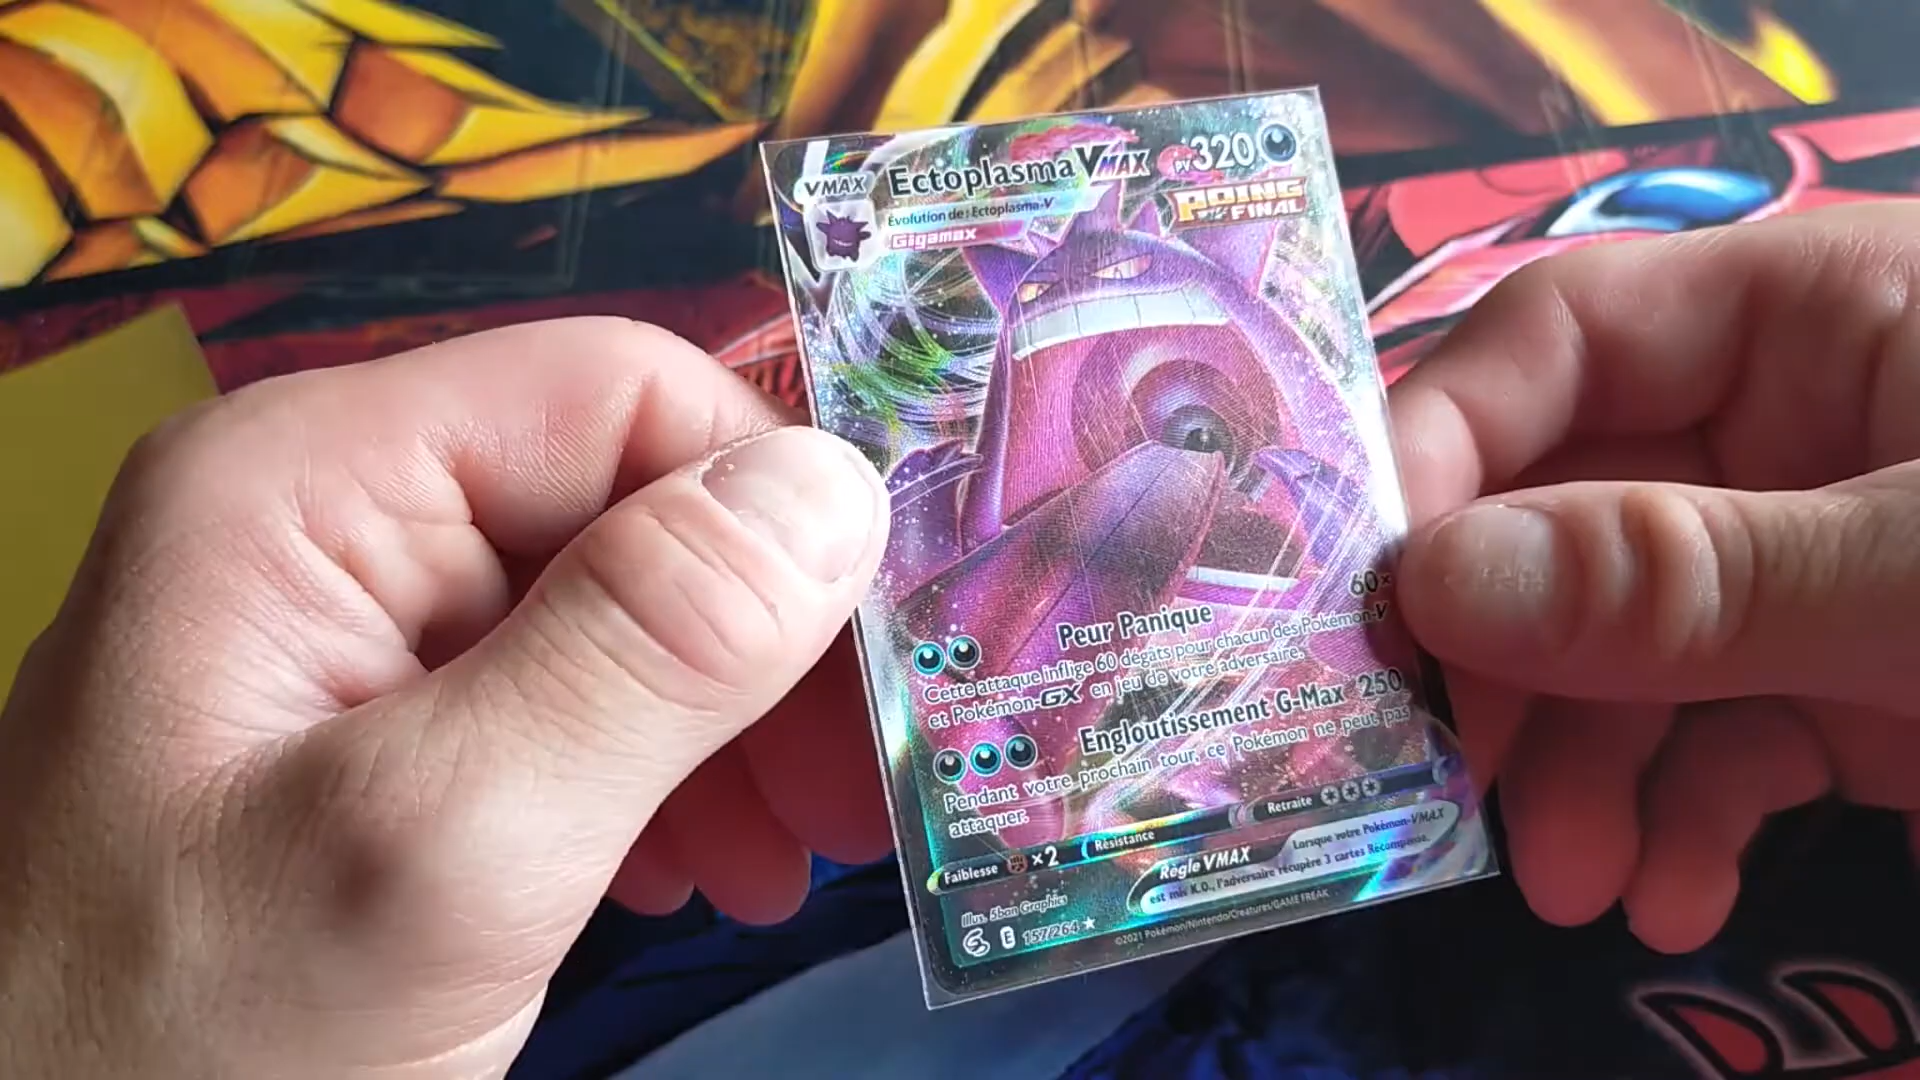 VMAX
Ectoplasma VMAX PV 320
Évolution de : Ectoplasma-V
Gigamax
POING DE FINAL
Peur Panique 60×
Cette attaque inflige 60 dégâts pour chacun des Pokémon-V
et Pokémon-GX en jeu de votre adversaire.
Engloutissement G-Max 250
Pendant votre prochain tour, ce Pokémon ne peut pas
attaquer.
Faiblesse ×2 Résistance Retraite
Règle VMAX Lorsque votre Pokémon-VMAX
est mis K.O., l'adversaire récupère 3 cartes Récompense.
Illus. 5ban Graphics
E 157/264 ★ ©2021 Pokémon/Nintendo/Creatures/GAME FREAK